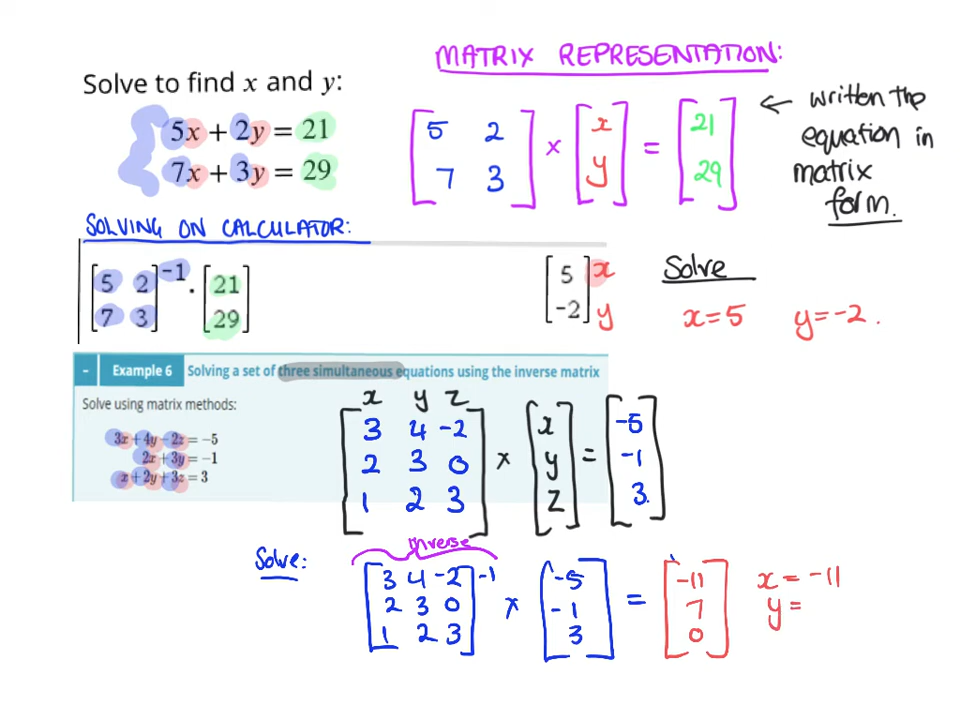 MATRIX REPRESENTATION:
Solve to find x and y:
5x + 2y = 21
7x + 3y = 29
[5 2; 7 3] × [x; y] = [21; 29]
← written the
equation in
matrix
form.
SOLVING ON CALCULATOR:
[5 2; 7 3]^-1 · [21; 29]
[5; -2] x y
Solve
x=5 y=-2.
- Example 6 Solving a set of three simultaneous equations using the inverse matrix
Solve using matrix methods:
3x + 4y - 2z = -5
2x + 3y = -1
x + 2y + 3z = 3
x y z
[3 4 -2; 2 3 0; 1 2 3] × [x; y; z] = [-5; -1; 3]
inverse
Solve:
[3 4 -2; 2 3 0; 1 2 3]^-1 × [-5; -1; 3] = [-11; 7; 0]
x = -11
y =